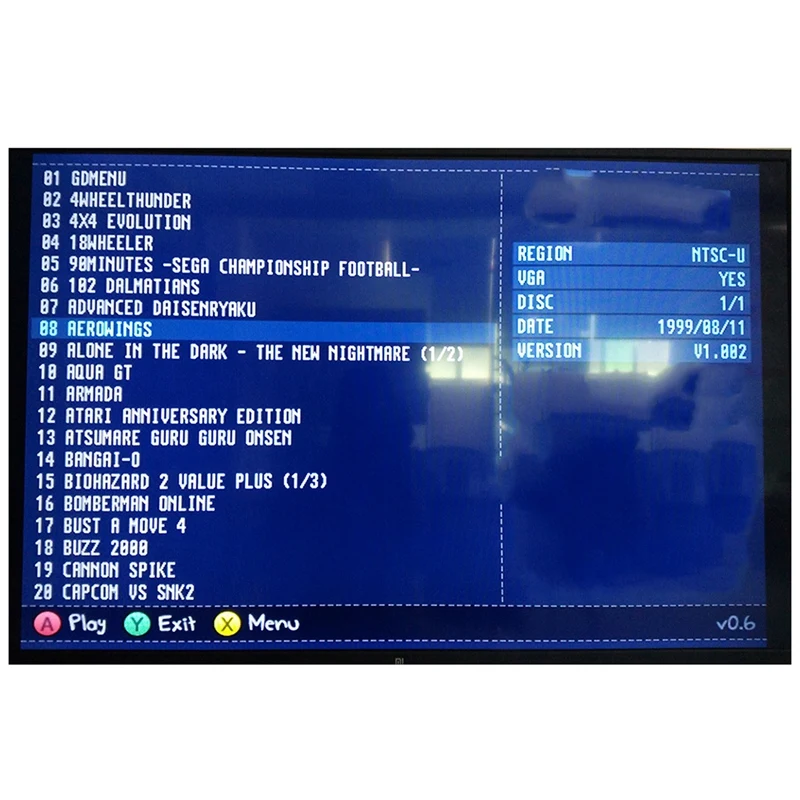 01 GDMENU
02 4WHEELTHUNDER
03 4X4 EVOLUTION
04 18WHEELER
05 90MINUTES -SEGA CHAMPIONSHIP FOOTBALL-
06 102 DALMATIANS
07 ADVANCED DAISENRYAKU
08 AEROWINGS
09 ALONE IN THE DARK - THE NEW NIGHTMARE (1/2)
10 AQUA GT
11 ARMADA
12 ATARI ANNIVERSARY EDITION
13 ATSUMARE GURU GURU ONSEN
14 BANGAI-O
15 BIOHAZARD 2 VALUE PLUS (1/3)
16 BOMBERMAN ONLINE
17 BUST A MOVE 4
18 BUZZ 2000
19 CANNON SPIKE
20 CAPCOM VS SNK2
REGION NTSC-U
VGA YES
DISC 1/1
DATE 1999/08/11
VERSION V1.002
A Play Y Exit X Menu v0.6
mi